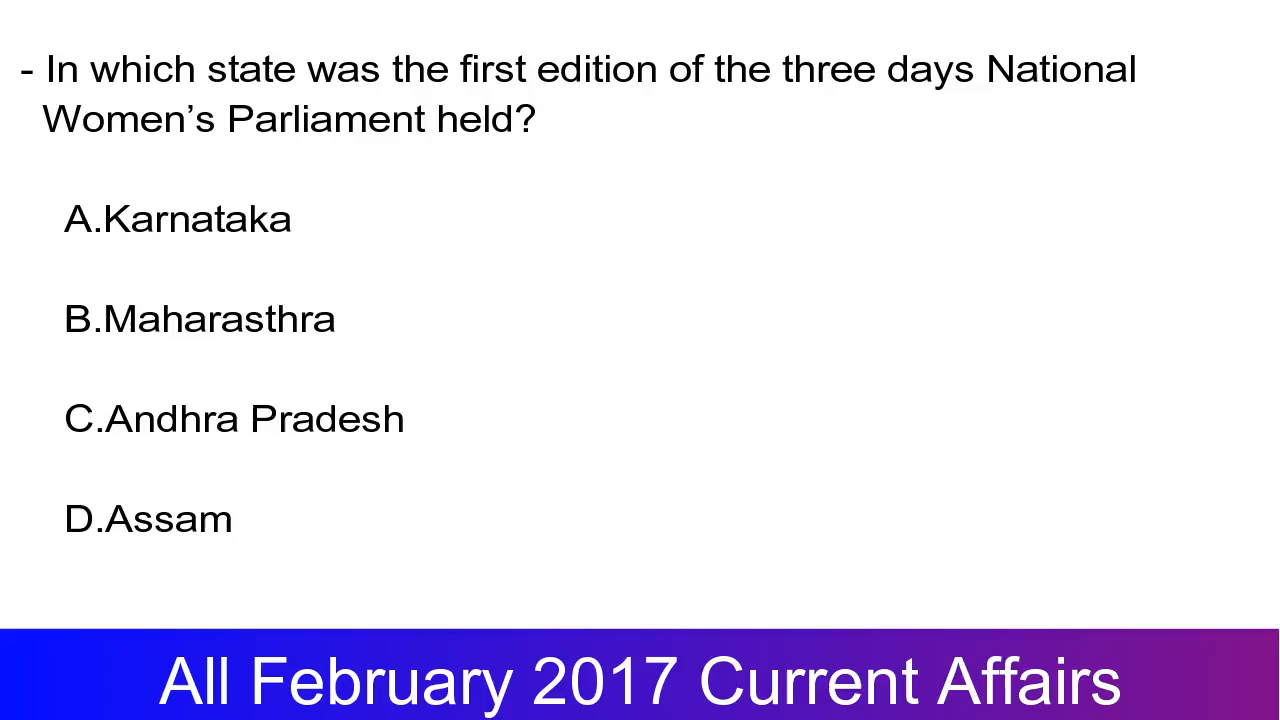 - In which state was the first edition of the three days National
Women’s Parliament held?
A.Karnataka
B.Maharasthra
C.Andhra Pradesh
D.Assam
All February 2017 Current Affairs